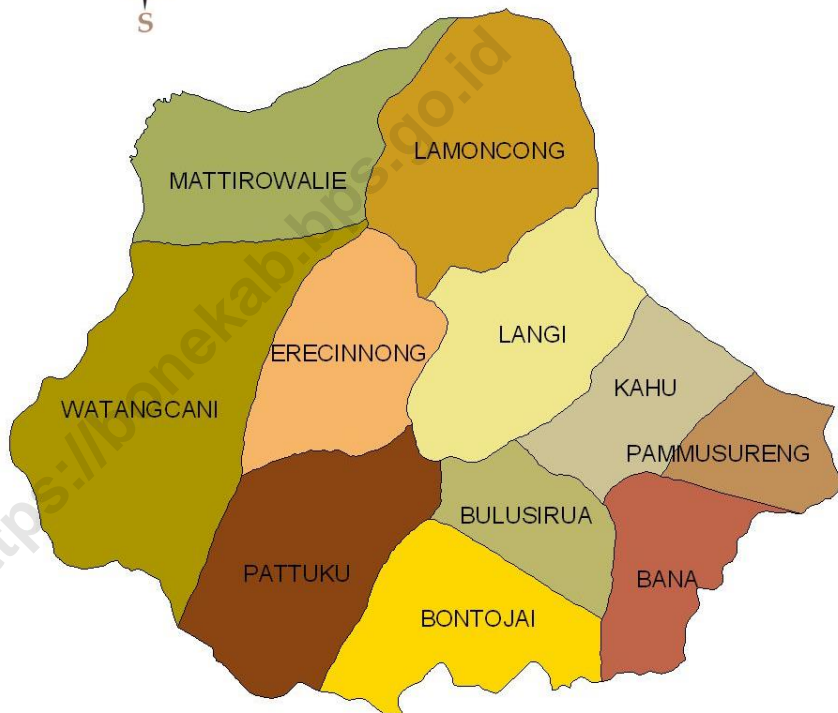 S
LAMONCONG
MATTIROWALIE
LANGI
ERECINNONG
KAHU
WATANGCANI
PAMMUSURENG
BULUSIRUA
PATTUKU
BANA
BONTOJAI
https://bonekab.bps.go.id